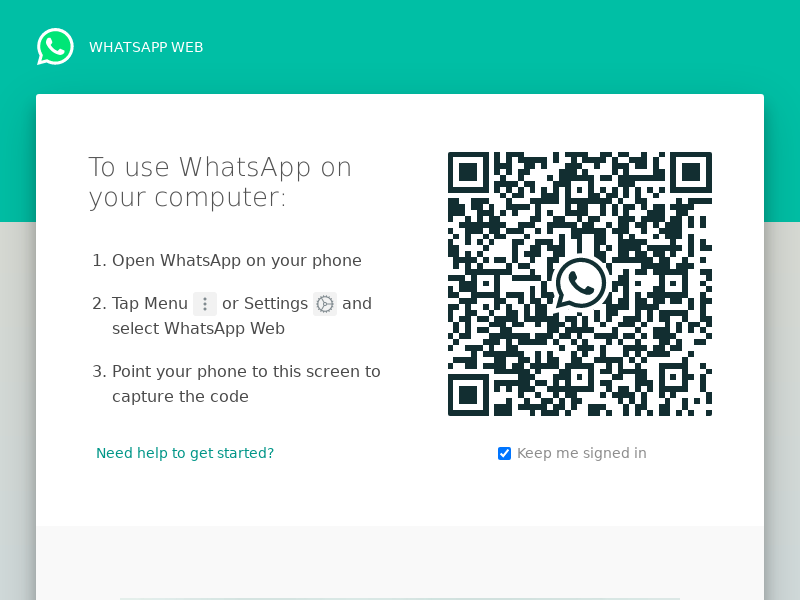 WHATSAPP WEB
To use WhatsApp on
your computer:
1. Open WhatsApp on your phone
2. Tap Menu or Settings and
select WhatsApp Web
3. Point your phone to this screen to
capture the code
Need help to get started?
Keep me signed in